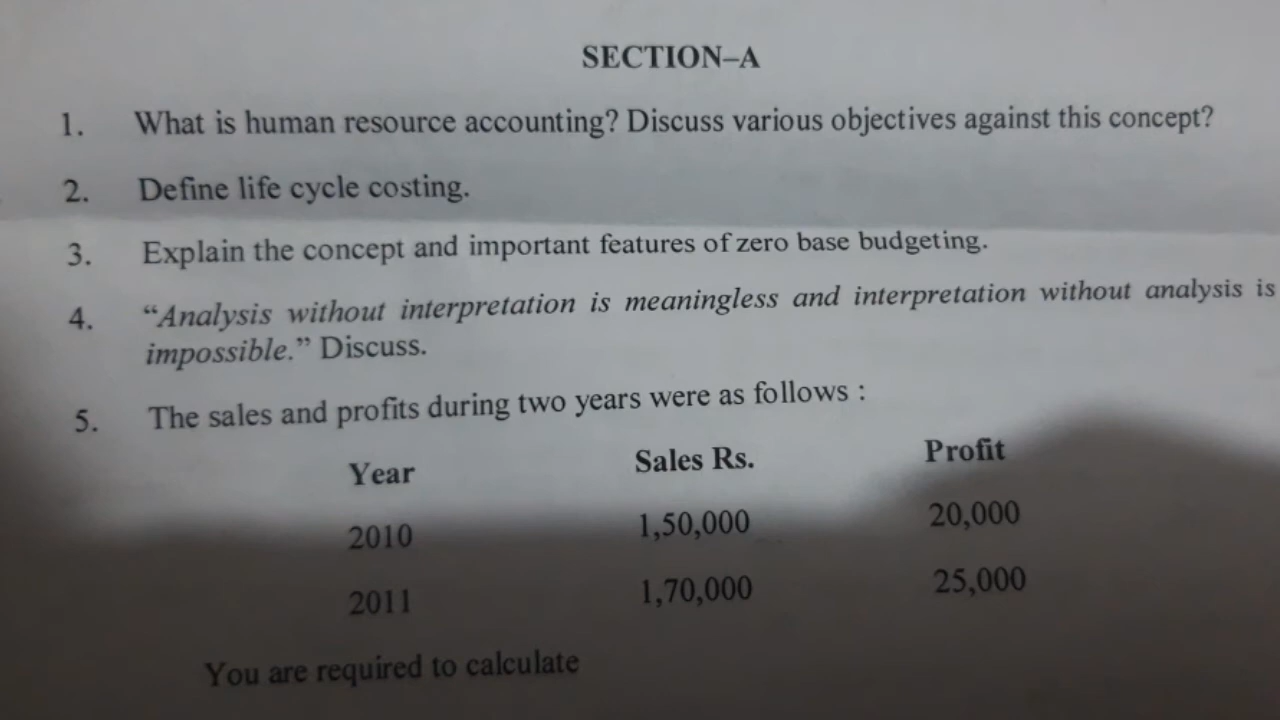 SECTION–A
1. What is human resource accounting? Discuss various objectives against this concept?
2. Define life cycle costing.
3. Explain the concept and important features of zero base budgeting.
4. “Analysis without interpretation is meaningless and interpretation without analysis is
impossible.” Discuss.
5. The sales and profits during two years were as follows :
Year Sales Rs. Profit
2010 1,50,000 20,000
2011 1,70,000 25,000
You are required to calculate